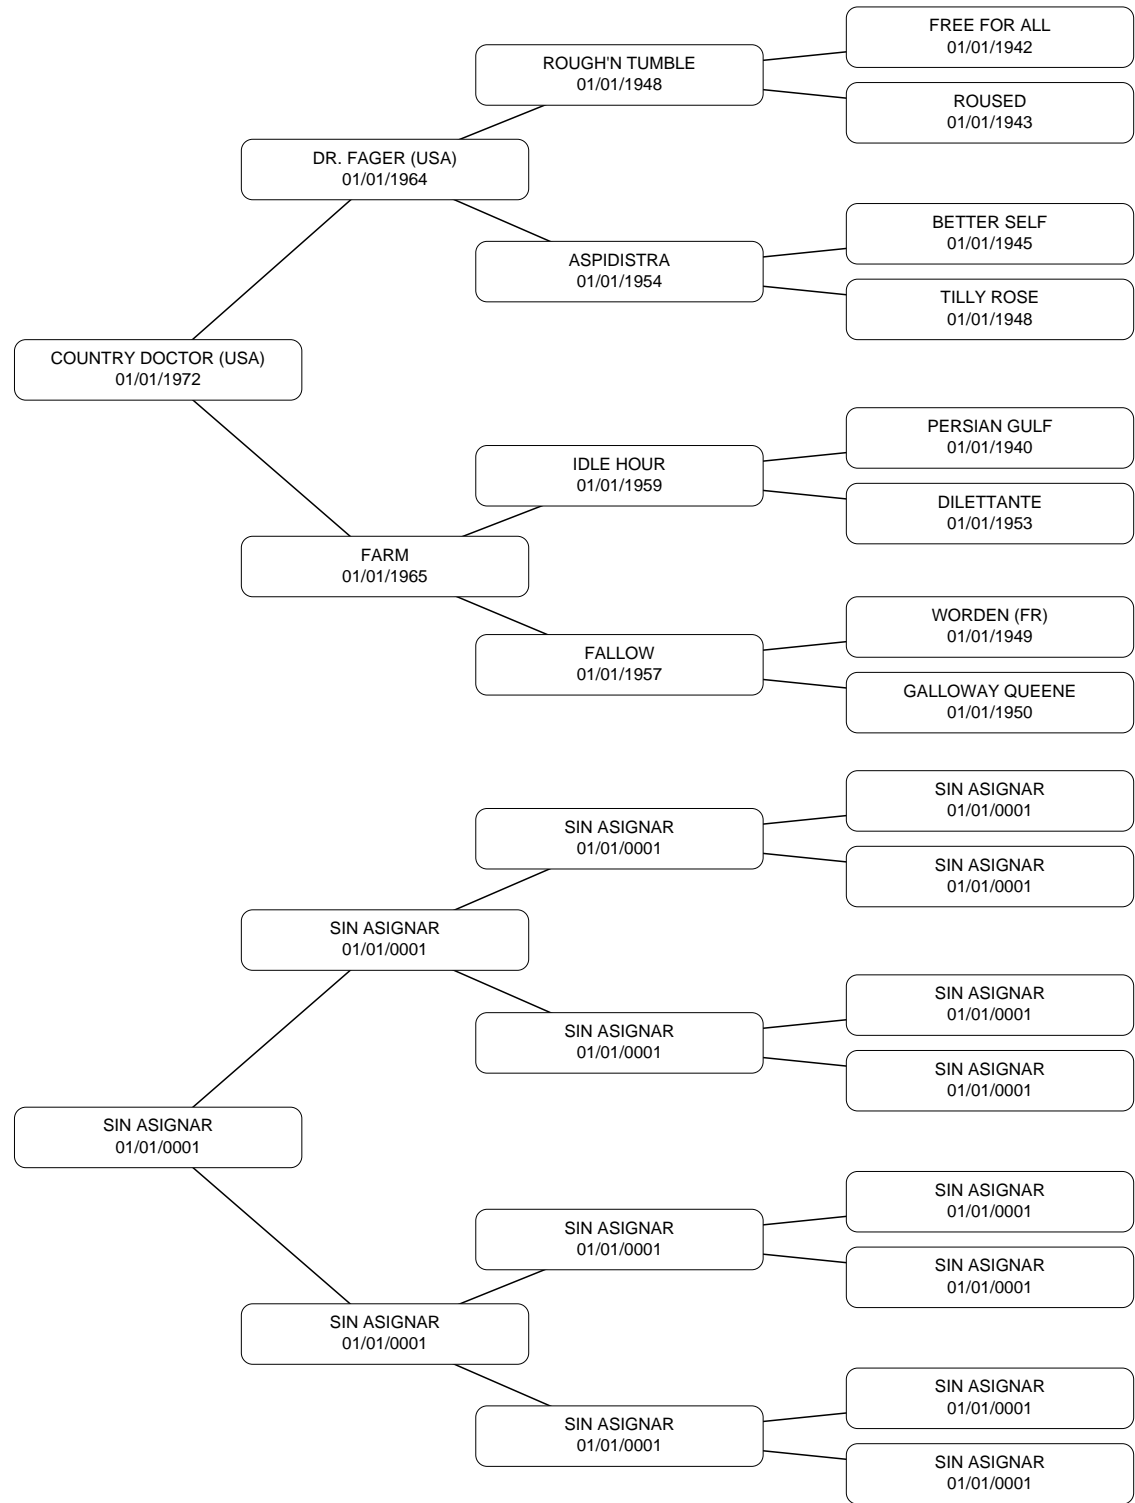 FREE FOR ALL
01/01/1942
ROUGH'N TUMBLE
01/01/1948
ROUSED
01/01/1943
DR. FAGER (USA)
01/01/1964
BETTER SELF
01/01/1945
ASPIDISTRA
01/01/1954
TILLY ROSE
01/01/1948
COUNTRY DOCTOR (USA)
01/01/1972
PERSIAN GULF
01/01/1940
IDLE HOUR
01/01/1959
DILETTANTE
01/01/1953
FARM
01/01/1965
WORDEN (FR)
01/01/1949
FALLOW
01/01/1957
GALLOWAY QUEENE
01/01/1950
SIN ASIGNAR
01/01/0001
SIN ASIGNAR
01/01/0001
SIN ASIGNAR
01/01/0001
SIN ASIGNAR
01/01/0001
SIN ASIGNAR
01/01/0001
SIN ASIGNAR
01/01/0001
SIN ASIGNAR
01/01/0001
SIN ASIGNAR
01/01/0001
SIN ASIGNAR
01/01/0001
SIN ASIGNAR
01/01/0001
SIN ASIGNAR
01/01/0001
SIN ASIGNAR
01/01/0001
SIN ASIGNAR
01/01/0001
SIN ASIGNAR
01/01/0001
SIN ASIGNAR
01/01/0001